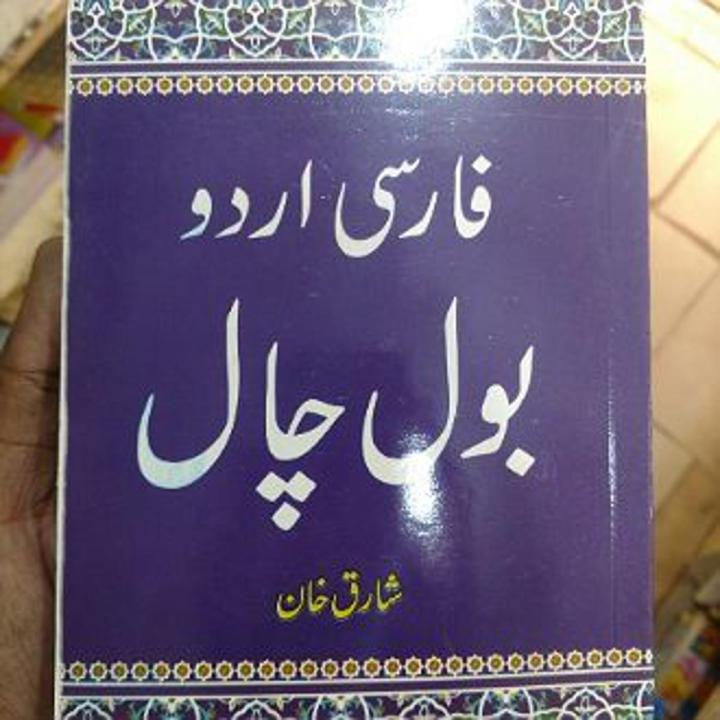 فارسی اردو
بول چال
شارق خان